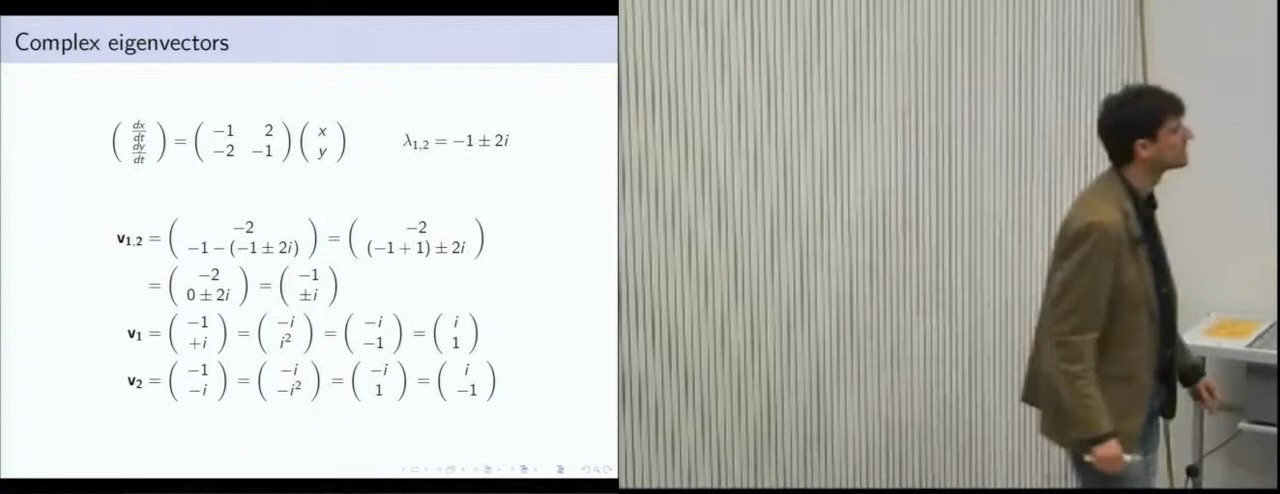 Complex eigenvectors
( dx/dt dy/dt ) = ( −1 2 −2 −1 ) ( x y ) λ1,2 = −1 ± 2i
v1,2 = ( −2 −1 − (−1 ± 2i) ) = ( −2 (−1 + 1) ± 2i )
= ( −2 0 ± 2i ) = ( −1 ±i )
v1 = ( −1 +i ) = ( −i i² ) = ( −i −1 ) = ( i 1 )
v2 = ( −1 −i ) = ( −i −i² ) = ( −i 1 ) = ( i −1 )